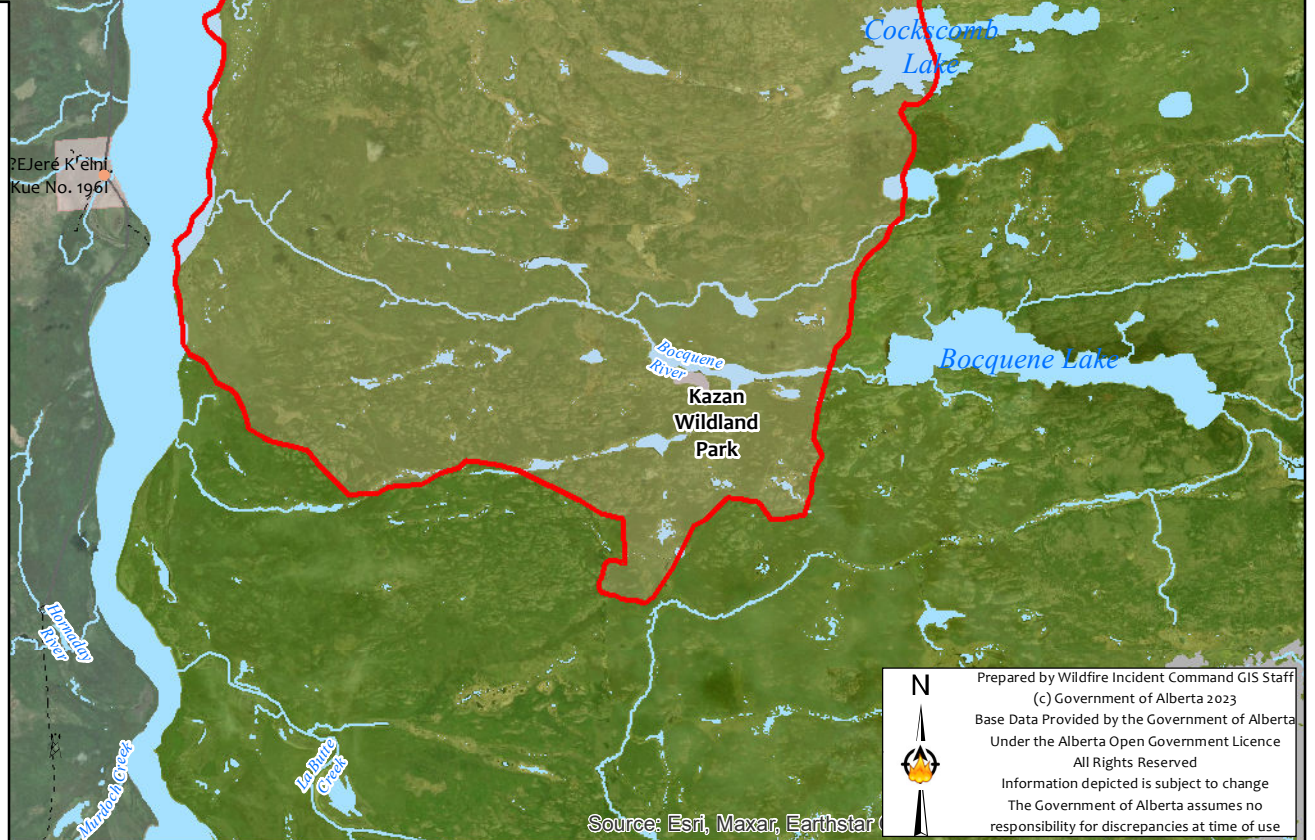 Cockscomb
Lake
?EJeré K'elni
Kue No. 196I
Bocquene
River
Bocquene Lake
Kazan
Wildland
Park
Hornaday
River
Murdoch Creek
La Butte
Creek
Source: Esri, Maxar, Earthstar
N
Prepared by Wildfire Incident Command GIS Staff
(c) Government of Alberta 2023
Base Data Provided by the Government of Alberta
Under the Alberta Open Government Licence
All Rights Reserved
Information depicted is subject to change
The Government of Alberta assumes no
responsibility for discrepancies at time of use